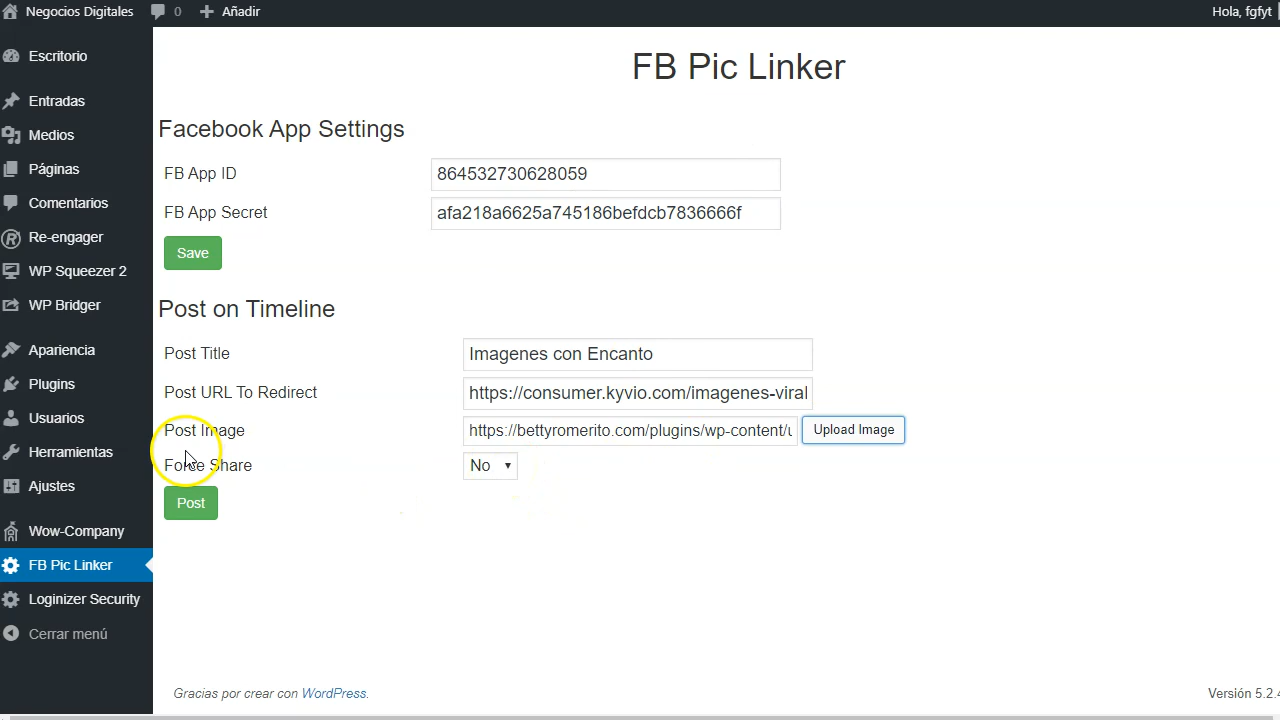 Negocios Digitales 0 Añadir Hola, fgfyt
Escritorio
Entradas
Medios
Páginas
Comentarios
Re-engager
WP Squeezer 2
WP Bridger
Apariencia
Plugins
Usuarios
Herramientas
Ajustes
Wow-Company
FB Pic Linker
Loginizer Security
Cerrar menú
FB Pic Linker
Facebook App Settings
FB App ID 864532730628059
FB App Secret afa218a6625a745186befdcb7836666f
Save
Post on Timeline
Post Title Imagenes con Encanto
Post URL To Redirect https://consumer.kyvio.com/imagenes-viral
Post Image https://bettyromerito.com/plugins/wp-content/u Upload Image
Force Share No
Post
Gracias por crear con WordPress. Versión 5.2.4